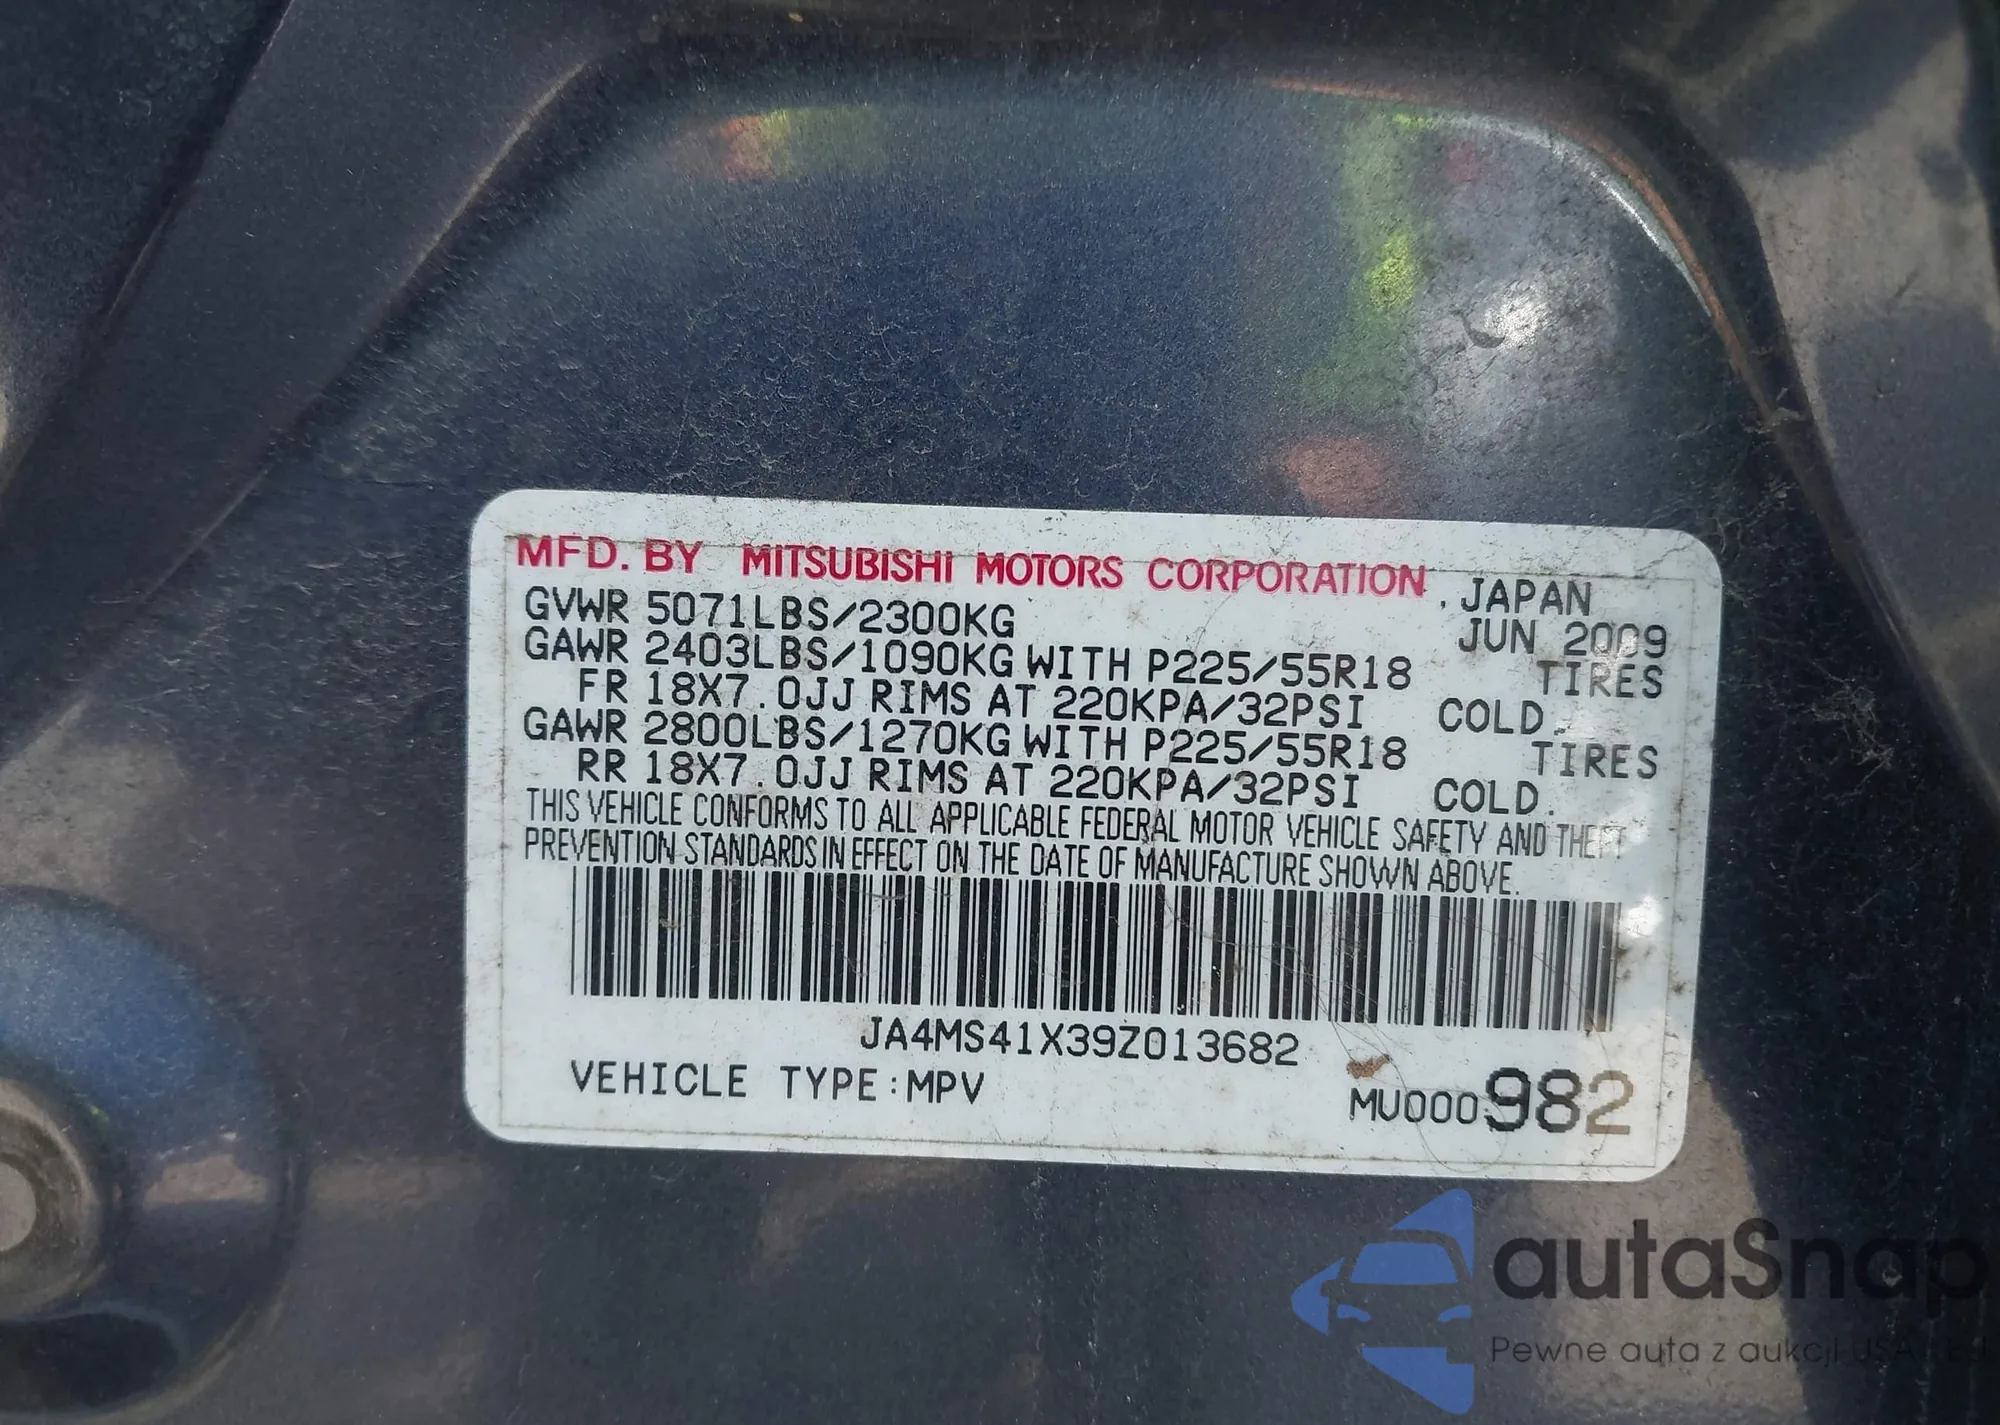 MFD. BY MITSUBISHI MOTORS CORPORATION , JAPAN
GVWR 5071LBS/2300KG JUN 2009
GAWR 2403LBS/1090KG WITH P225/55R18 TIRES
FR 18X7.0JJ RIMS AT 220KPA/32PSI COLD.
GAWR 2800LBS/1270KG WITH P225/55R18 TIRES
RR 18X7.0JJ RIMS AT 220KPA/32PSI COLD.
THIS VEHICLE CONFORMS TO ALL APPLICABLE FEDERAL MOTOR VEHICLE SAFETY AND THEFT
PREVENTION STANDARDS IN EFFECT ON THE DATE OF MANUFACTURE SHOWN ABOVE.
JA4MS41X39Z013682
VEHICLE TYPE:MPV
MU000982
autaSnap
Pewne auta z aukcji USA